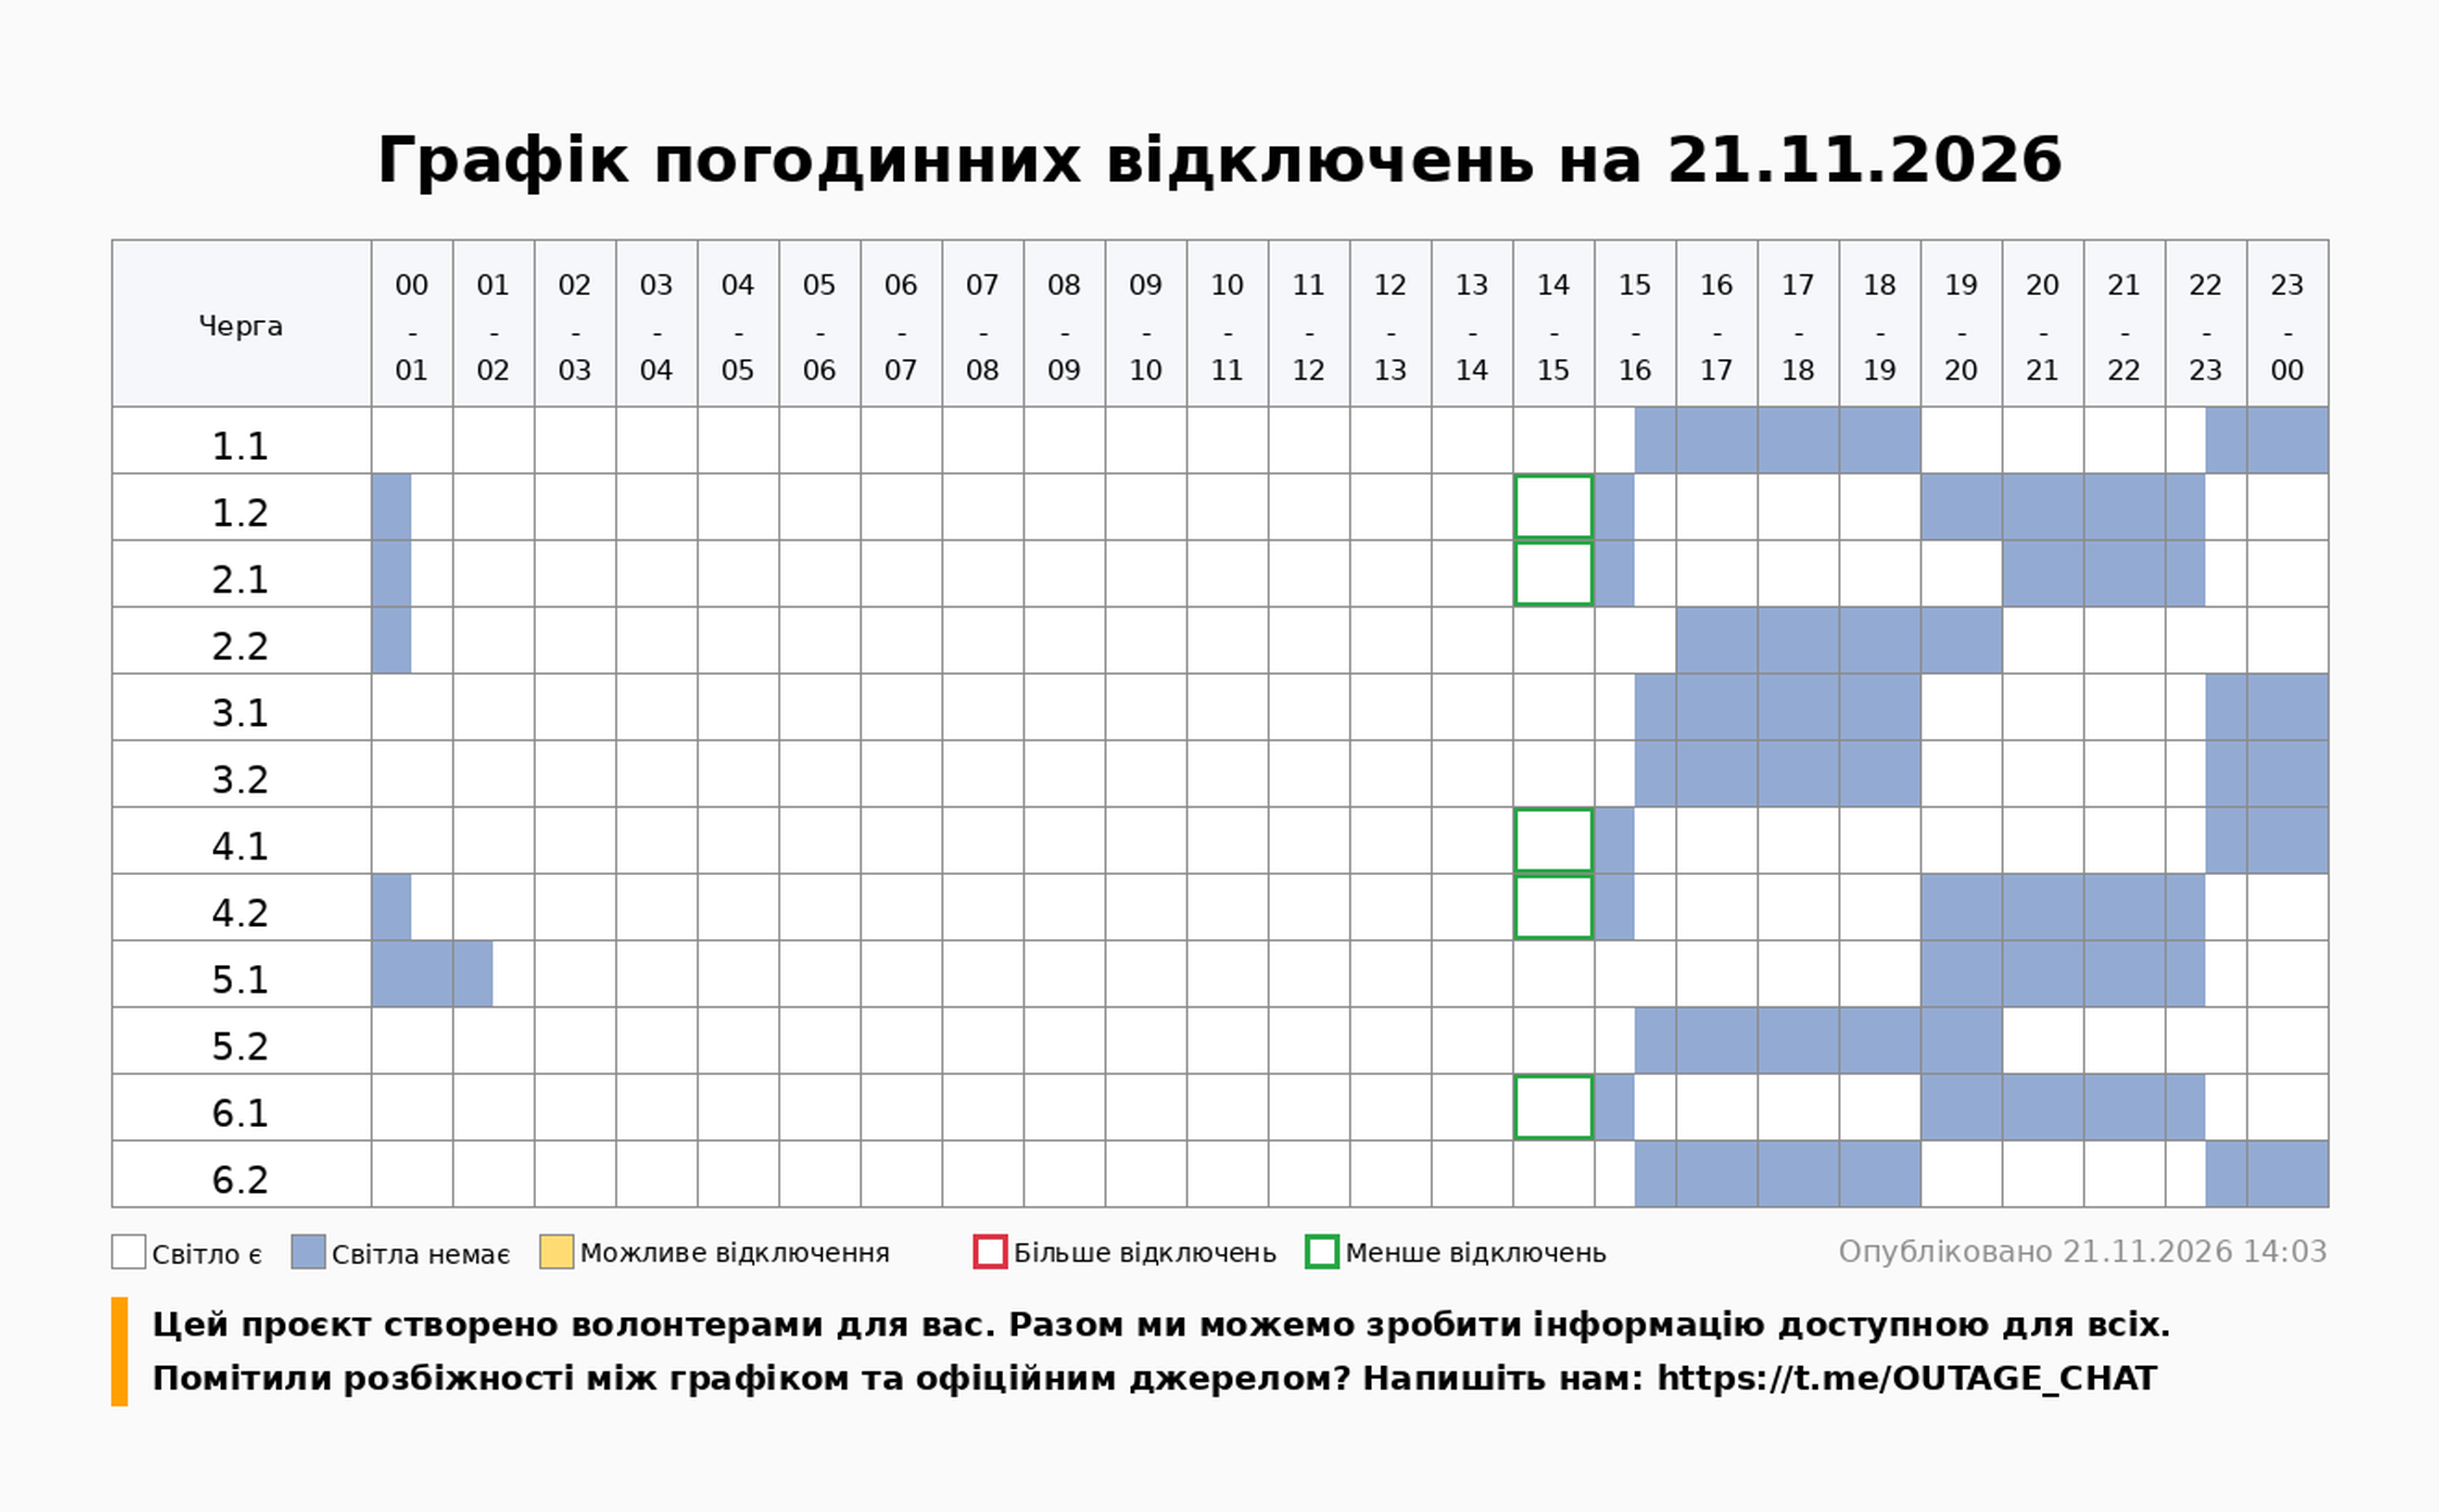 Графік погодинних відключень на 21.11.2026
Черга 00 - 01 01 - 02 02 - 03 03 - 04 04 - 05 05 - 06 06 - 07 07 - 08 08 - 09 09 - 10 10 - 11 11 - 12 12 - 13 13 - 14 14 - 15 15 - 16 16 - 17 17 - 18 18 - 19 19 - 20 20 - 21 21 - 22 22 - 23 23 - 00
1.1
1.2
2.1
2.2
3.1
3.2
4.1
4.2
5.1
5.2
6.1
6.2
Світло є Світла немає Можливе відключення Більше відключень Менше відключень Опубліковано 21.11.2026 14:03
Цей проєкт створено волонтерами для вас. Разом ми можемо зробити інформацію доступною для всіх.
Помітили розбіжності між графіком та офіційним джерелом? Напишіть нам: https://t.me/OUTAGE_CHAT